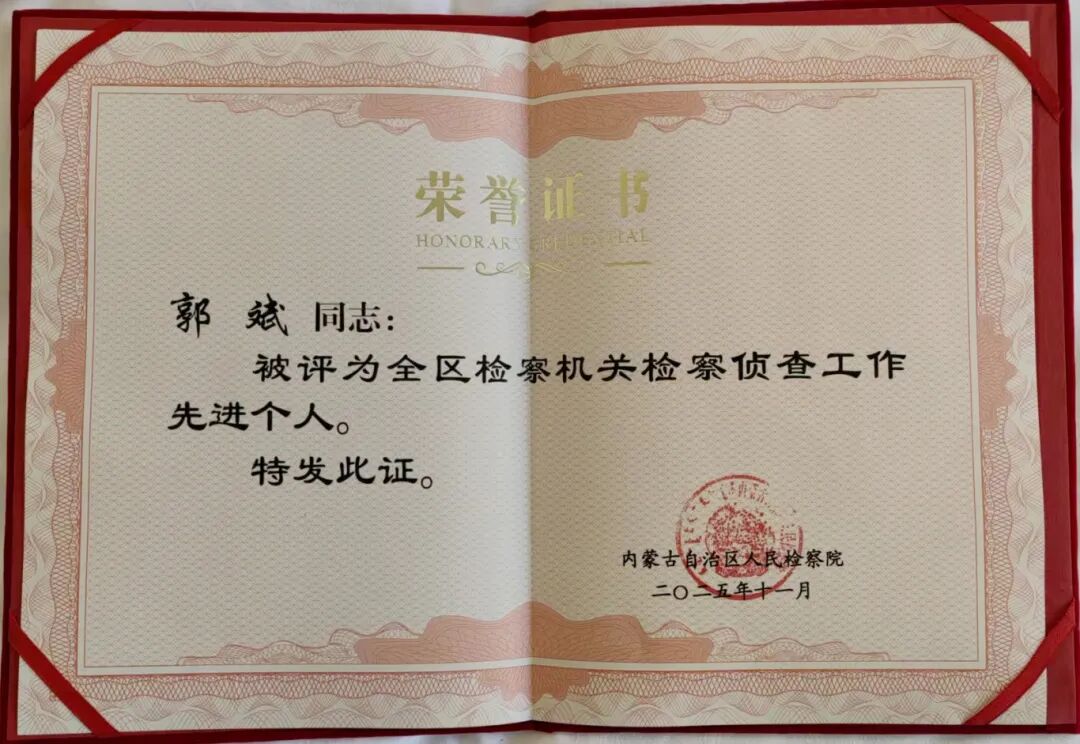 荣誉证书
HONORARY CREDENTIAL
郭 斌 同志：
被评为全区检察机关检察侦查工作
先进个人。
特发此证。
内蒙古自治区人民检察院
二〇二五年十一月